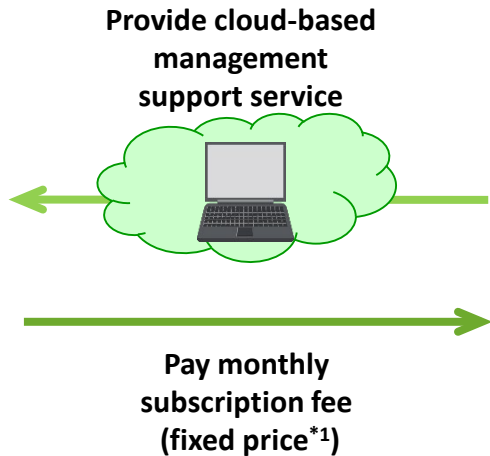 Provide cloud-based
management
support service
Pay monthly
subscription fee
(fixed price*1)